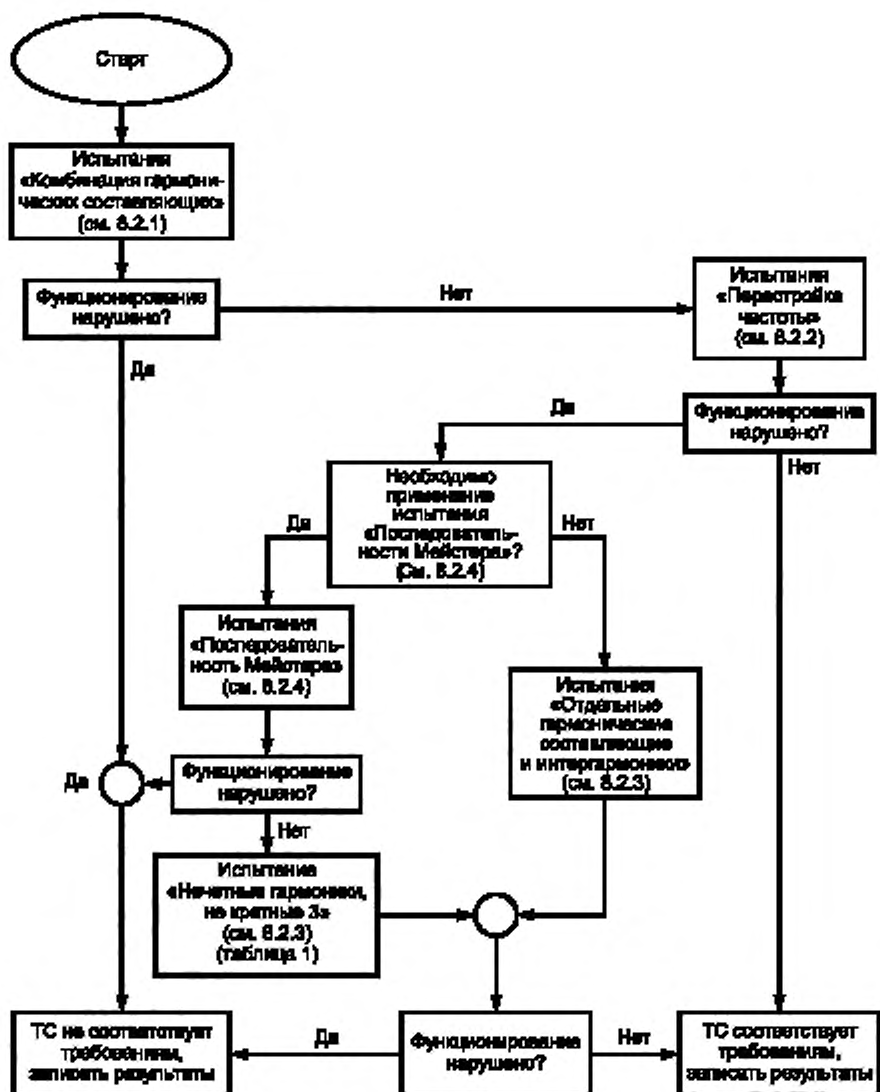 Старт
Испытания
«Комбинация гармони-
ческих составляющих»
(см. 8.2.1)
Функционирование
нарушено?
Нет
Испытания
«Перестройка
частоты»
(см. 8.2.2)
Да
Да
Функционирование
нарушено?
Нет
Необходимо
применение
испытания
«Последователь-
ности Мейстера»?
(См. 8.2.4)
Да
Нет
Испытания
«Последователь-
ность Мейстера»
(см. 8.2.4)
Испытания
«Отдельные
гармонические
составляющие
и интергармоники»
(см. 8.2.3)
Да
Функционирование
нарушено?
Нет
Испытание
«Нечетные гармоники,
не кратные 3»
(см. 8.2.3)
(таблица 1)
ТС не соответствует
требованиям,
записать результаты
Да
Функционирование
нарушено?
Нет
ТС соответствует
требованиям,
записать результаты